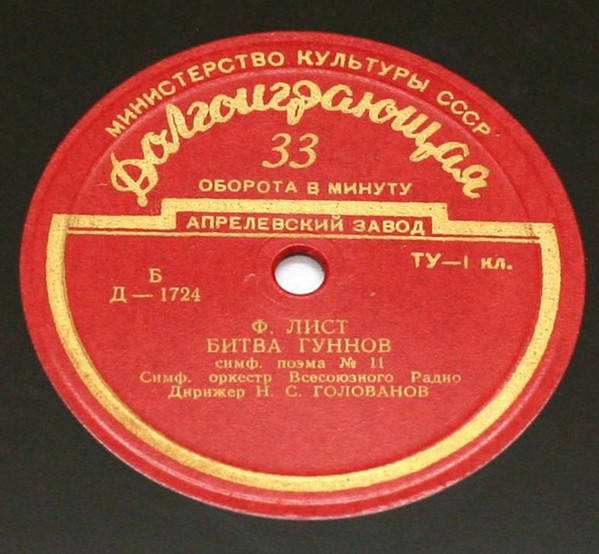 МИНИСТЕРСТВО КУЛЬТУРЫ СССР
Долгоиграющая
33
ОБОРОТА В МИНУТУ
АПРЕЛЕВСКИЙ ЗАВОД
ТУ—1 кл.
Б
Д — 1724
Ф. ЛИСТ
БИТВА ГУННОВ
симф. поэма № 11
Симф. оркестр Всесоюзного Радио
Дирижер Н. С. ГОЛОВАНОВ